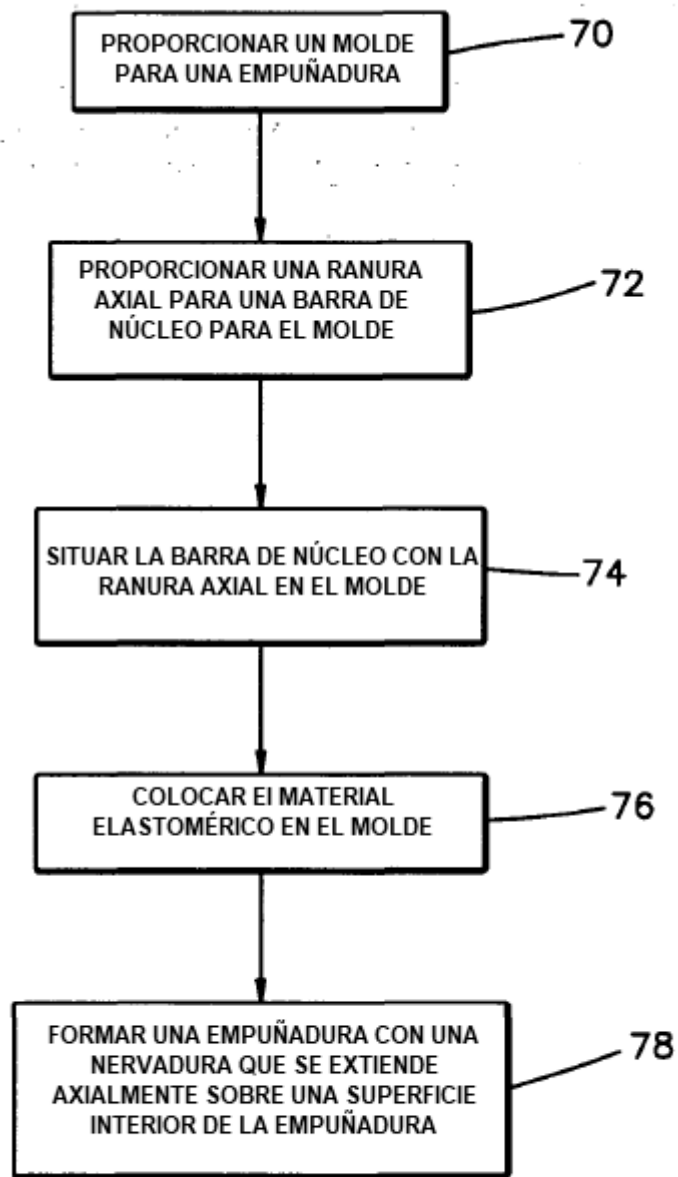 PROPORCIONAR UN MOLDE
PARA UNA EMPUÑADURA
70
PROPORCIONAR UNA RANURA
AXIAL PARA UNA BARRA DE
NÚCLEO PARA EL MOLDE
72
SITUAR LA BARRA DE NÚCLEO CON LA
RANURA AXIAL EN EL MOLDE
74
COLOCAR El MATERIAL
ELASTOMÉRICO EN EL MOLDE
76
FORMAR UNA EMPUÑADURA CON UNA
NERVADURA QUE SE EXTIENDE
AXIALMENTE SOBRE UNA SUPERFICIE
INTERIOR DE LA EMPUÑADURA
78